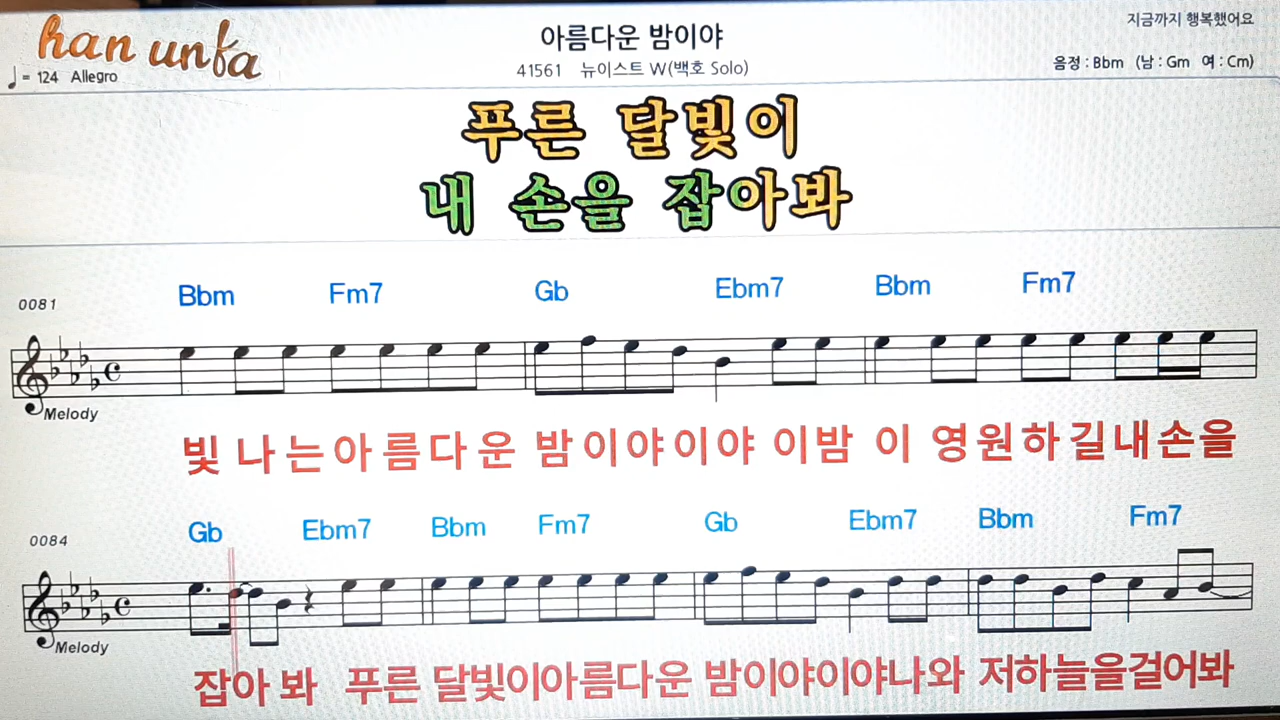 han unfa
아름다운 밤이야
지금까지 행복했어요
♩= 124 Allegro
41561 뉴이스트 W(백호 Solo)
음정 : Bbm (남 : Gm 여 : Cm)
푸른 달빛이
내 손을 잡아봐
0081
Bbm Fm7 Gb Ebm7 Bbm Fm7
Melody
빛 나 는 아 름 다 운 밤 이 야 이 야 이 밤 이 영 원 하 길 내 손 을
0084
Gb Ebm7 Bbm Fm7 Gb Ebm7 Bbm Fm7
Melody
잡아 봐 푸른 달빛이아름다운 밤이야이야나와 저하늘을걸어봐